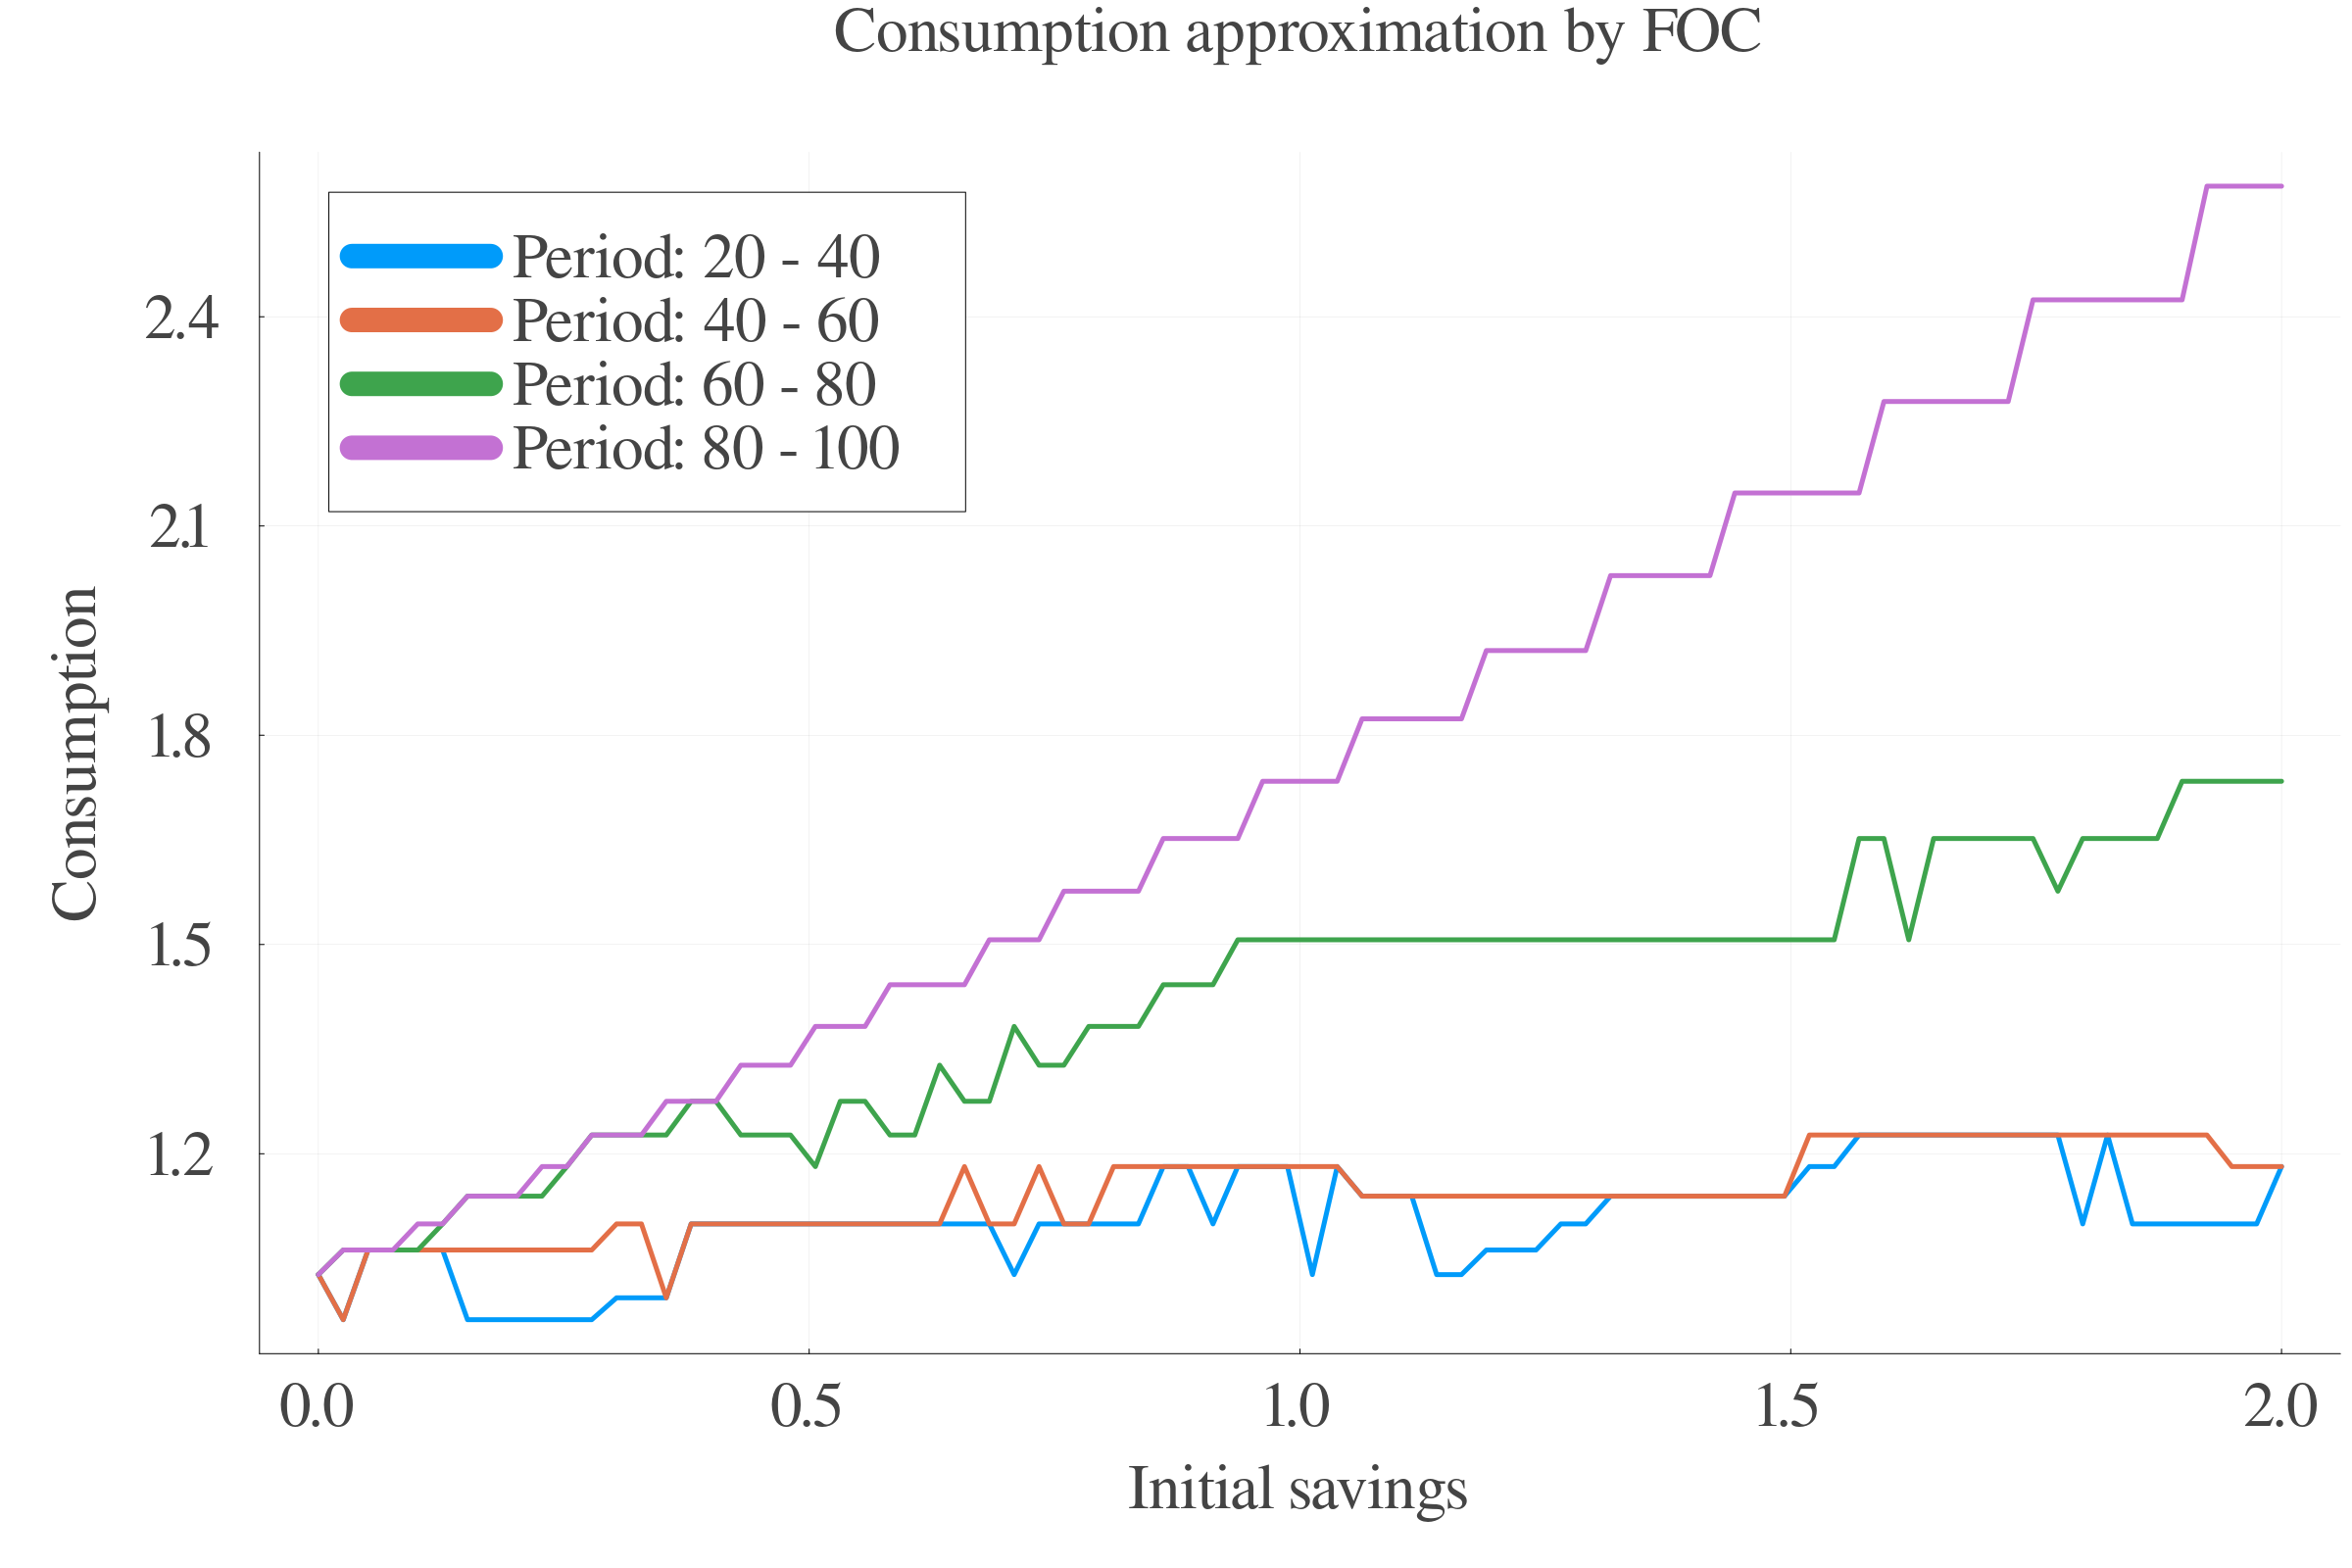 Consumption approximation by FOC
Period: 20 - 40
Period: 40 - 60
Period: 60 - 80
Period: 80 - 100
2.4
2.1
1.8
1.5
1.2
Consumption
0.0 0.5 1.0 1.5 2.0
Initial savings